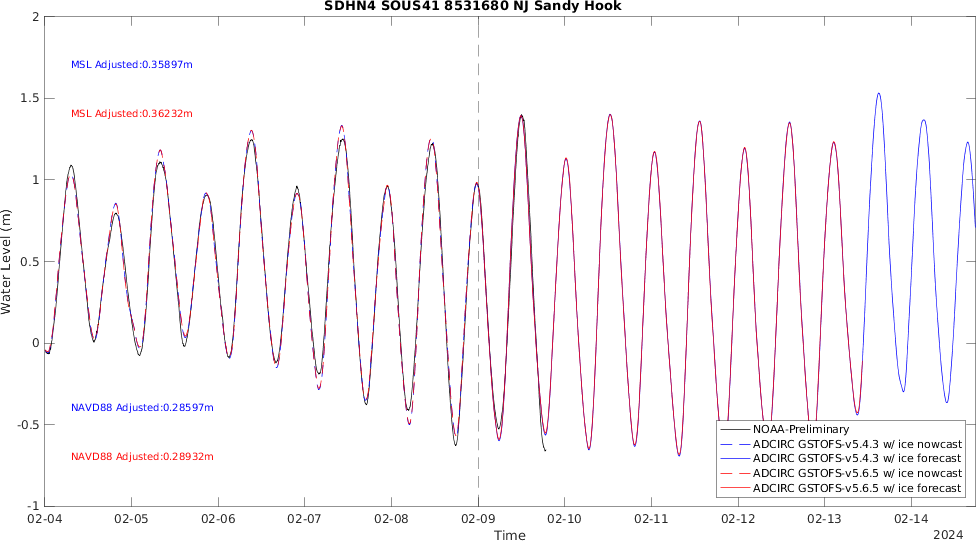 SDHN4 SOUS41 8531680 NJ Sandy Hook
2
1.5
1
0.5
0
-0.5
-1
Water Level (m)
MSL Adjusted:0.35897m
MSL Adjusted:0.36232m
NAVD88 Adjusted:0.28597m
NAVD88 Adjusted:0.28932m
NOAA-Preliminary
ADCIRC GSTOFS-v5.4.3 w/ ice nowcast
ADCIRC GSTOFS-v5.4.3 w/ ice forecast
ADCIRC GSTOFS-v5.6.5 w/ ice nowcast
ADCIRC GSTOFS-v5.6.5 w/ ice forecast
02-04 02-05 02-06 02-07 02-08 02-09 02-10 02-11 02-12 02-13 02-14
Time
2024